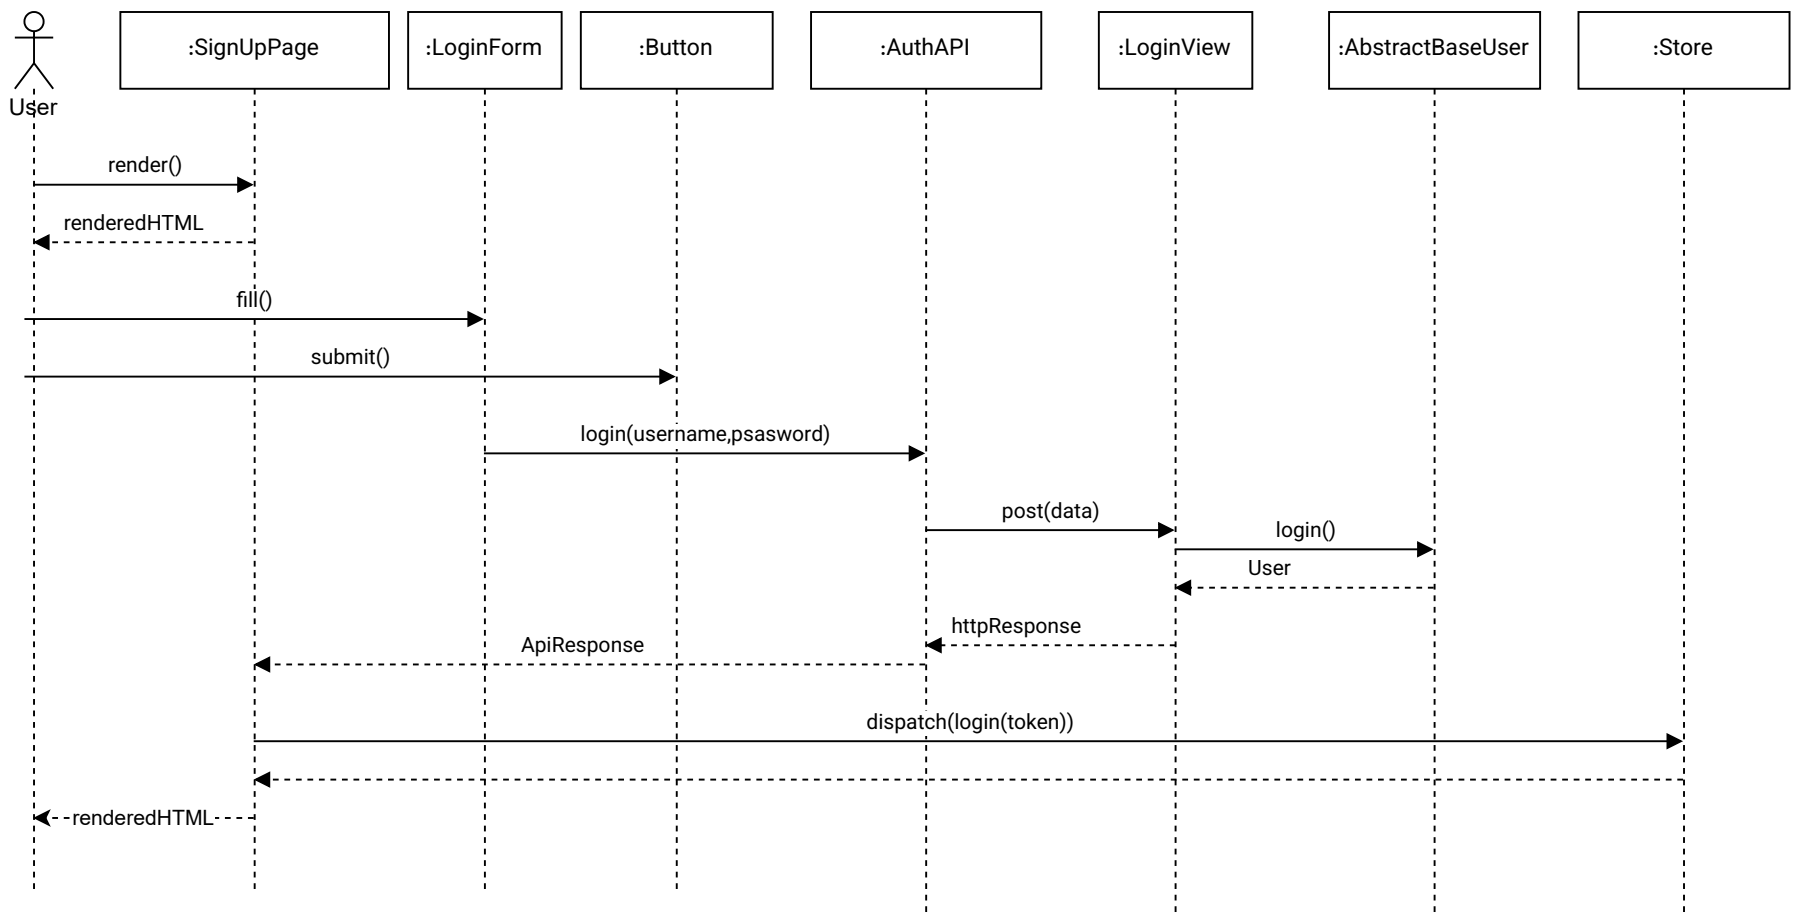 :SignUpPage
:LoginForm
:Button
:AuthAPI
:LoginView
:AbstractBaseUser
:Store
User
render()
renderedHTML
fill()
submit()
login(username,psasword)
post(data)
login()
User
httpResponse
ApiResponse
dispatch(login(token))
renderedHTML